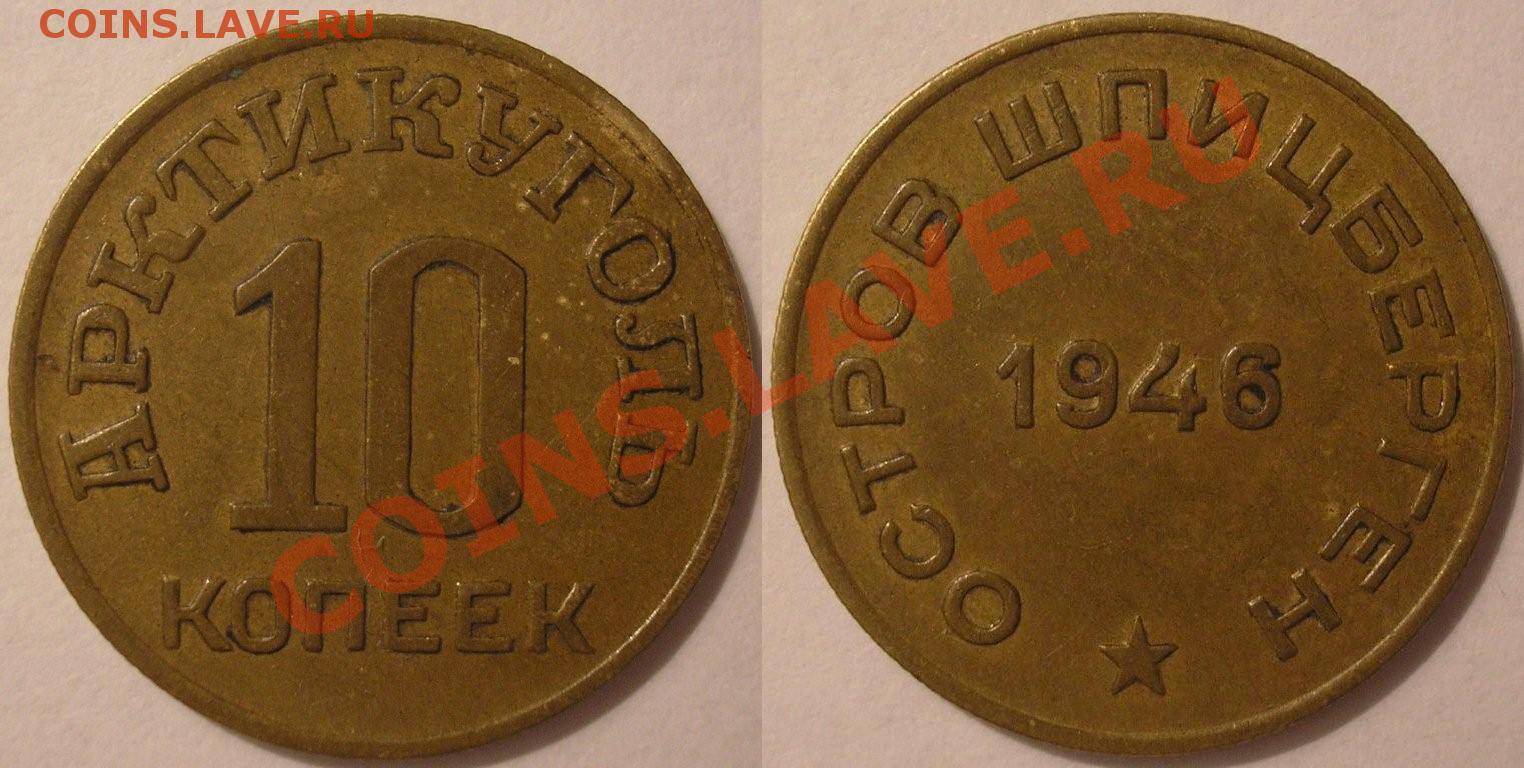 COINS.LAVE.RU
АРКТИКУГОЛЬ
10
КОПЕЕК
ОСТРОВ ШПИЦБЕРГЕН
1946
COINS.LAVE.RU